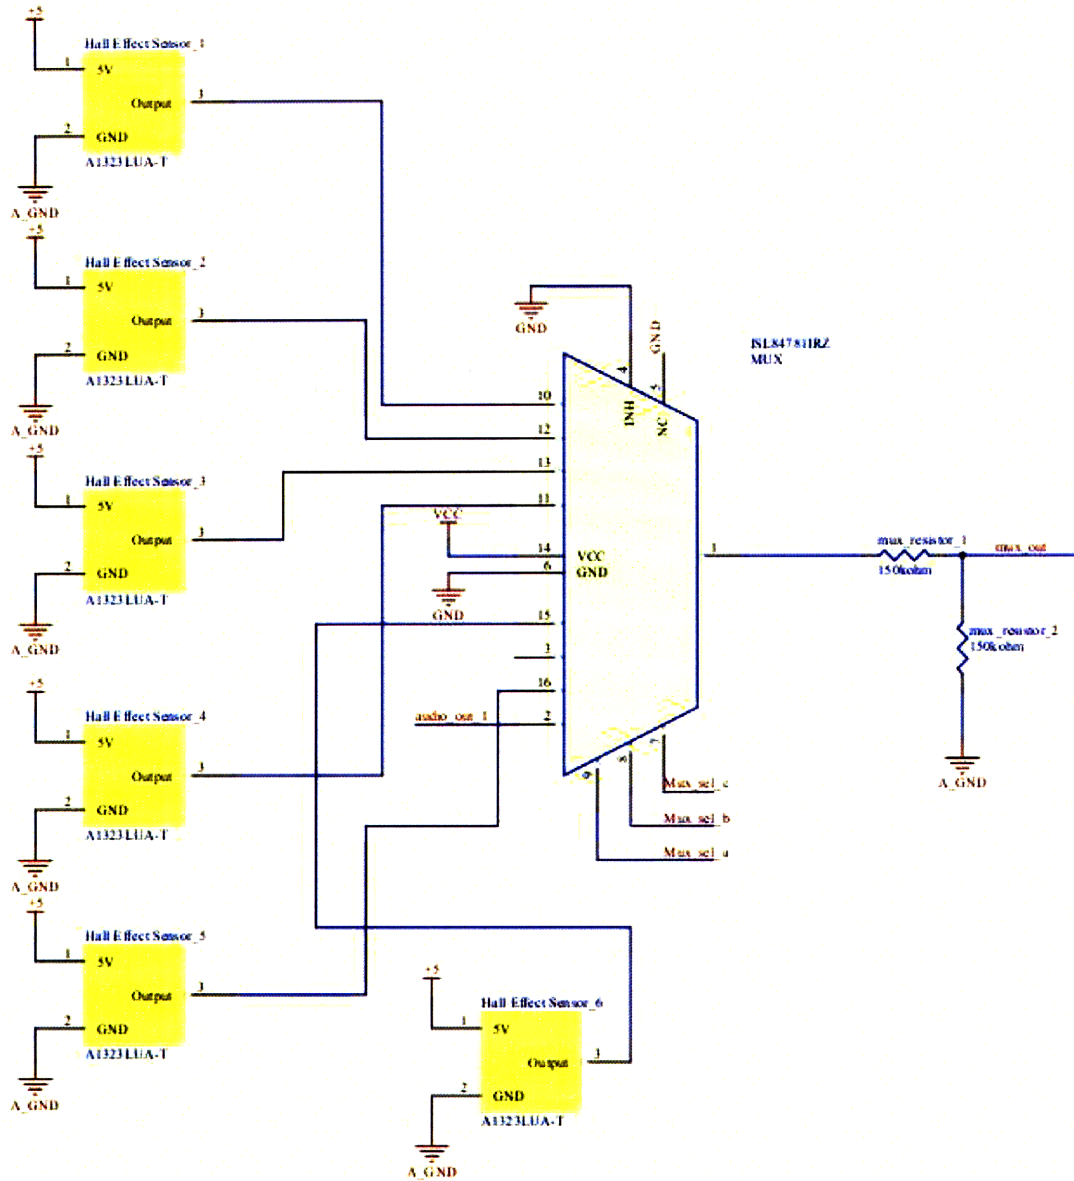 +5
Hall Effect Sensor_1
1
5V
Output
3
2
GND
A1323LUA-T
A_GND
+5
Hall Effect Sensor_2
1
5V
Output
3
2
GND
A1323LUA-T
A_GND
+5
Hall Effect Sensor_3
1
5V
Output
3
2
GND
A1323LUA-T
A_GND
+5
Hall Effect Sensor_4
1
5V
Output
3
2
GND
A1323LUA-T
A_GND
+5
Hall Effect Sensor_5
1
5V
Output
3
2
GND
A1323LUA-T
A_GND
+5
Hall Effect Sensor_6
1
5V
Output
3
2
GND
A1323LUA-T
A_GND
GND
GND
4
5
INH
NC
ISL84781IRZ
MUX
10
12
13
11
VCC
14
VCC
6
GND
GND
15
3
16
audio_out_1
2
1
mux_resistor_1
150kohm
mux_out
mux_resistor_2
150kohm
A_GND
7
8
9
Mux_sel_c
Mux_sel_b
Mux_sel_a